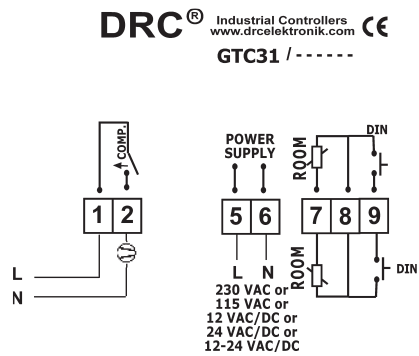 DRC® Industrial Controllers
www.drcelektronik.com CE
GTC31 / - - - - - -
COMP.
POWER
SUPPLY
ROOM
DIN
1 2
5 6
7 8 9
L
N
L N
230 VAC or
115 VAC or
12 VAC/DC or
24 VAC/DC or
12-24 VAC/DC
ROOM
DIN